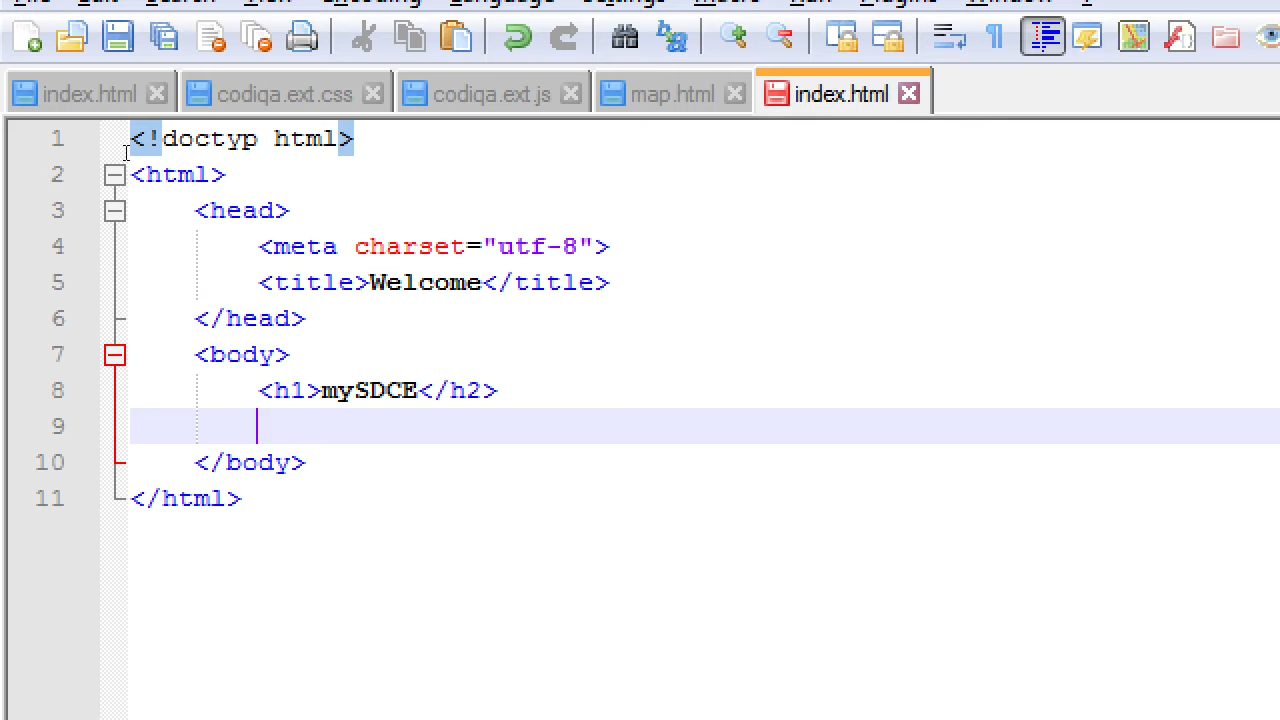 index.html codiqa.ext.css codiqa.ext.js map.html index.html
1 <!doctyp html>
2 <html>
3 <head>
4 <meta charset="utf-8">
5 <title>Welcome</title>
6 </head>
7 <body>
8 <h1>mySDCE</h2>
9
10 </body>
11 </html>